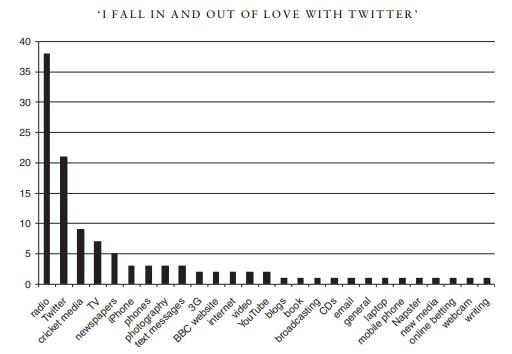 ‘I FALL IN AND OUT OF LOVE WITH TWITTER’
40
35
30
25
20
15
10
5
0
radio
Twitter
cricket media
TV
newspapers
iPhone
phones
photography
text messages
3G
BBC website
internet
video
YouTube
blogs
book
broadcasting
CDs
email
general
laptop
mobile phone
Napster
new media
online betting
webcam
writing